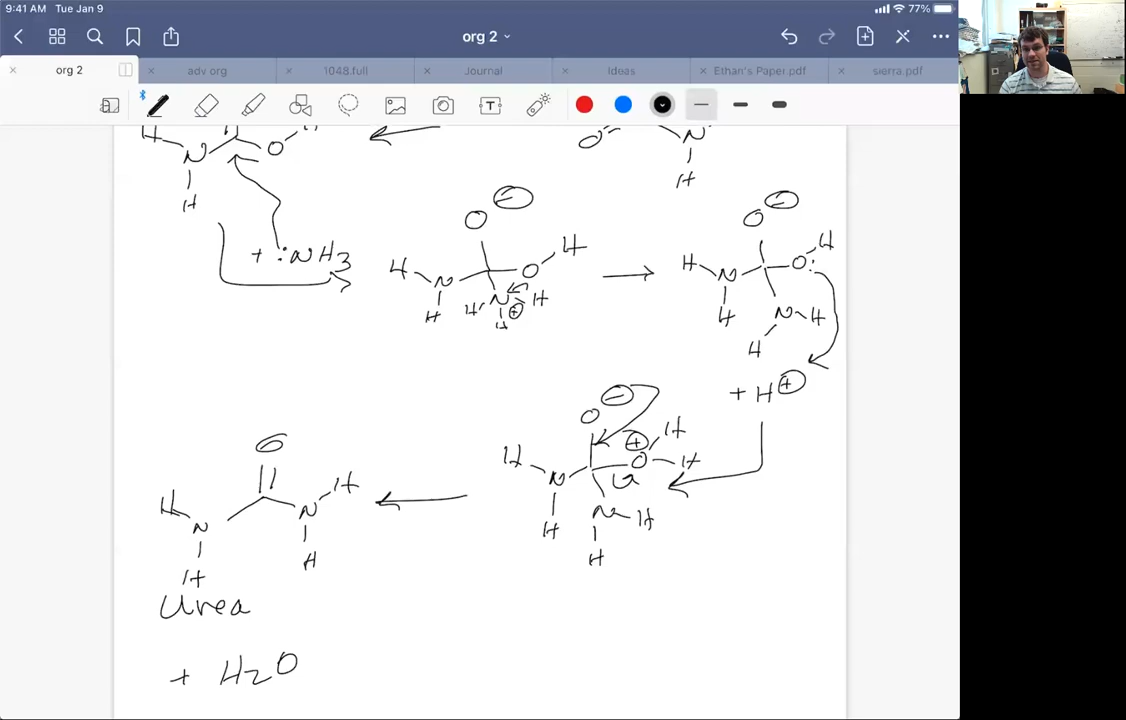 9:41 AM Tue Jan 9
77%
org 2
org 2
adv org
1048.full
Journal
Ideas
Ethan's Paper.pdf
sierra.pdf
T
H N O
H
O⁻ N
H
+ :NH3
O ⊖
H N O H
H H N ⊕ H
H
O ⊖
H N O: H
H N H
H
+ H⊕
O ⊖
H N ⊕ O H H
H N H
H
O
H N N H
H H
Urea
+ H2O